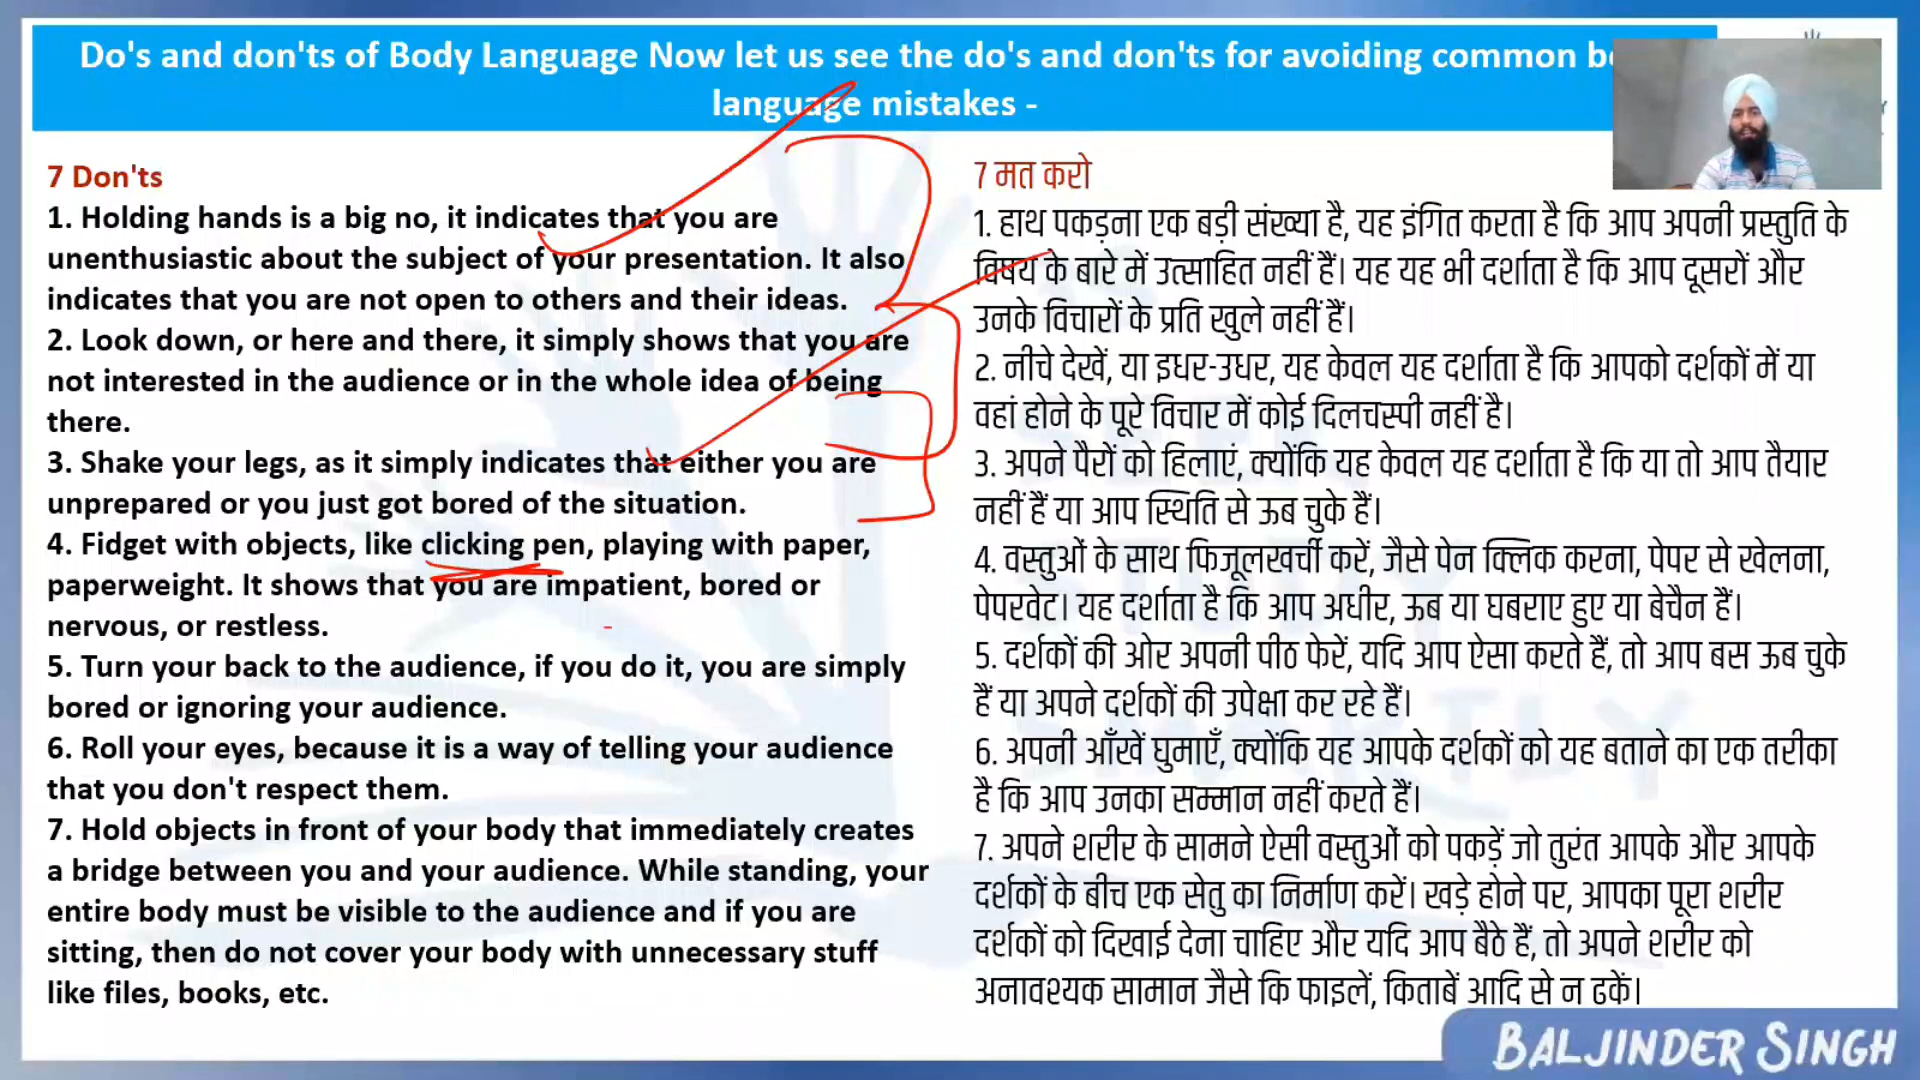 Do's and don'ts of Body Language Now let us see the do's and don'ts for avoiding common
language mistakes -
7 Don'ts
1. Holding hands is a big no, it indicates that you are
unenthusiastic about the subject of your presentation. It also
indicates that you are not open to others and their ideas.
2. Look down, or here and there, it simply shows that you are
not interested in the audience or in the whole idea of being
there.
3. Shake your legs, as it simply indicates that either you are
unprepared or you just got bored of the situation.
4. Fidget with objects, like clicking pen, playing with paper,
paperweight. It shows that you are impatient, bored or
nervous, or restless.
5. Turn your back to the audience, if you do it, you are simply
bored or ignoring your audience.
6. Roll your eyes, because it is a way of telling your audience
that you don't respect them.
7. Hold objects in front of your body that immediately creates
a bridge between you and your audience. While standing, your
entire body must be visible to the audience and if you are
sitting, then do not cover your body with unnecessary stuff
like files, books, etc.
7 मत करो
1. हाथ पकड़ना एक बड़ी संख्या है, यह इंगित करता है कि आप अपनी प्रस्तुति के
विषय के बारे में उत्साहित नहीं हैं। यह यह भी दर्शाता है कि आप दूसरों और
उनके विचारों के प्रति खुले नहीं हैं।
2. नीचे देखें, या इधर-उधर, यह केवल यह दर्शाता है कि आपको दर्शकों में या
वहां होने के पूरे विचार में कोई दिलचस्पी नहीं है।
3. अपने पैरों को हिलाएं, क्योंकि यह केवल यह दर्शाता है कि या तो आप तैयार
नहीं हैं या आप स्थिति से ऊब चुके हैं।
4. वस्तुओं के साथ फिजूलखर्ची करें, जैसे पेन क्लिक करना, पेपर से खेलना,
पेपरवेट। यह दर्शाता है कि आप अधीर, ऊब या घबराए हुए या बेचैन हैं।
5. दर्शकों की ओर अपनी पीठ फेरें, यदि आप ऐसा करते हैं, तो आप बस ऊब चुके
हैं या अपने दर्शकों की उपेक्षा कर रहे हैं।
6. अपनी आँखें घुमाएँ, क्योंकि यह आपके दर्शकों को यह बताने का एक तरीका
है कि आप उनका सम्मान नहीं करते हैं।
7. अपने शरीर के सामने ऐसी वस्तुओं को पकड़ें जो तुरंत आपके और आपके
दर्शकों के बीच एक सेतु का निर्माण करें। खड़े होने पर, आपका पूरा शरीर
दर्शकों को दिखाई देना चाहिए और यदि आप बैठे हैं, तो अपने शरीर को
अनावश्यक सामान जैसे कि फाइलें, किताबें आदि से न ढकें।
BALJINDER SINGH